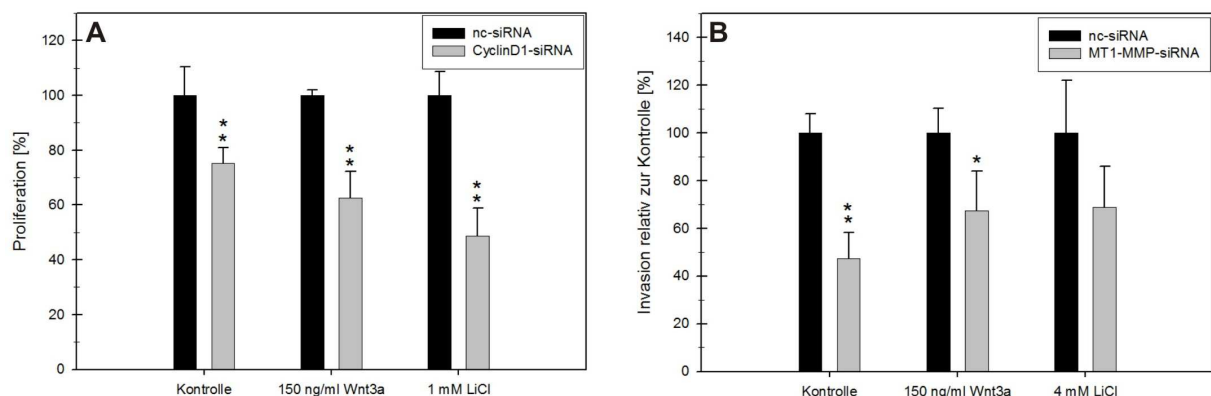 A
nc-siRNA
CyclinD1-siRNA
Proliferation [%]
120
100
80
60
40
20
0
**
**
**
Kontrolle 150 ng/ml Wnt3a 1 mM LiCl
B
nc-siRNA
MT1-MMP-siRNA
Invasion relativ zur Kontrolle [%]
140
120
100
80
60
40
20
0
**
*
Kontrolle 150 ng/ml Wnt3a 4 mM LiCl